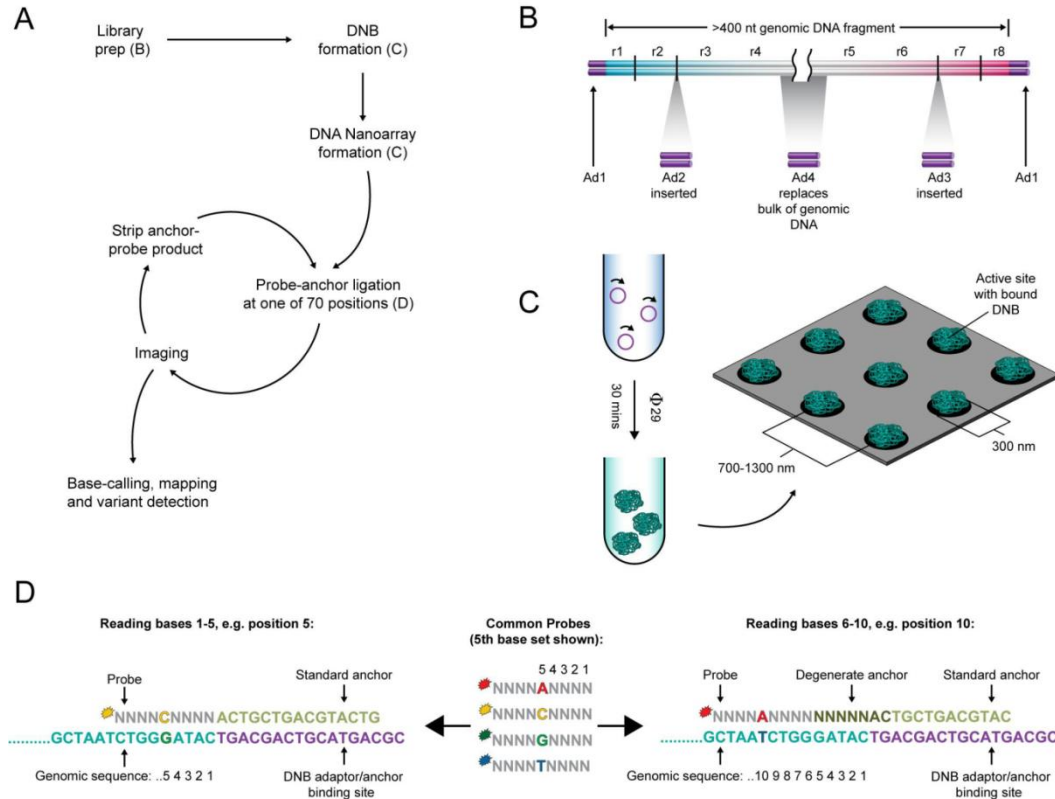 A
Library
prep (B)
DNB
formation (C)
DNA Nanoarray
formation (C)
Strip anchor-
probe product
Probe-anchor ligation
at one of 70 positions (D)
Imaging
Base-calling, mapping
and variant detection
B
>400 nt genomic DNA fragment
r1 r2 r3 r4 r5 r6 r7 r8
Ad1
Ad2
inserted
Ad4
replaces
bulk of genomic
DNA
Ad3
inserted
Ad1
C
Φ29
30 mins
Active site
with bound
DNB
700-1300 nm
300 nm
D
Reading bases 1-5, e.g. position 5:
Probe
Standard anchor
NNNNCNNNN ACTGCTGACGTACTG
..........GCTAATCTGGGATACTGACGACTGCATGACGC
Genomic sequence: ..5 4 3 2 1
DNB adaptor/anchor
binding site
Common Probes
(5th base set shown):
5 4 3 2 1
NNNNANNNN
NNNNCNNNN
NNNNGNNNN
NNNNTNNNN
Reading bases 6-10, e.g. position 10:
Probe
Degenerate anchor
Standard anchor
NNNNANNNNNNNNNACTGCTGACGTAC
..........GCTAATCTGGGATACTGACGACTGCATGACGC
Genomic sequence: ..10 9 8 7 6 5 4 3 2 1
DNB adaptor/anchor
binding site